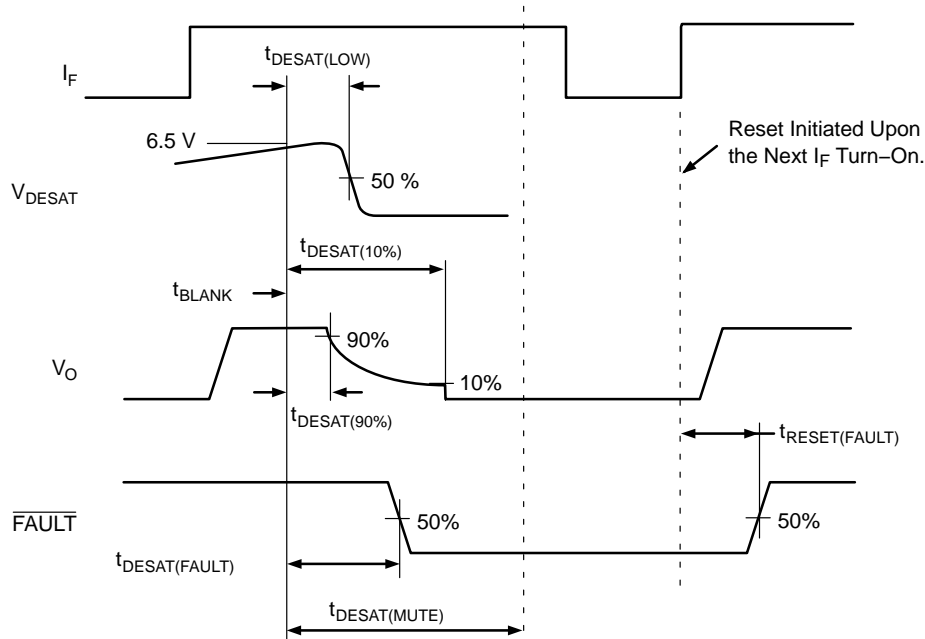 t_DESAT(LOW)
I_F
6.5 V
Reset Initiated Upon
the Next I_F Turn−On.
50 %
V_DESAT
t_DESAT(10%)
t_BLANK
90%
V_O
10%
t_DESAT(90%)
t_RESET(FAULT)
FAULT
50%
50%
t_DESAT(FAULT)
t_DESAT(MUTE)